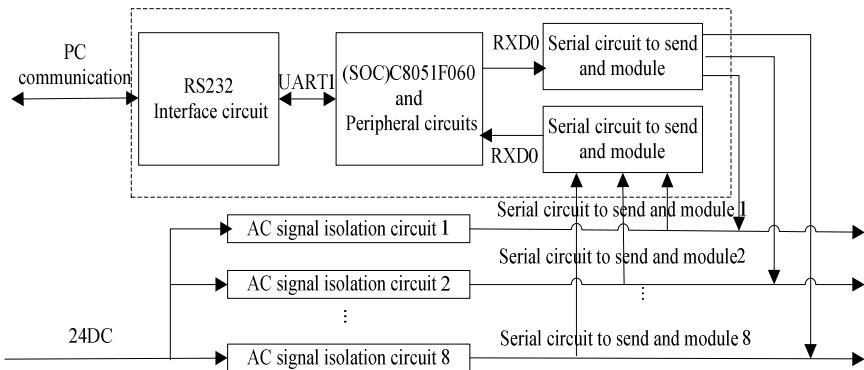 PC
communication
RS232
Interface circuit
UART1
(SOC)C8051F060
and
Peripheral circuits
RXD0
Serial circuit to send
and module
RXD0
Serial circuit to send
and module
Serial circuit to send and module 1
AC signal isolation circuit 1
Serial circuit to send and module2
AC signal isolation circuit 2
...
...
24DC
Serial circuit to send and module 8
AC signal isolation circuit 8